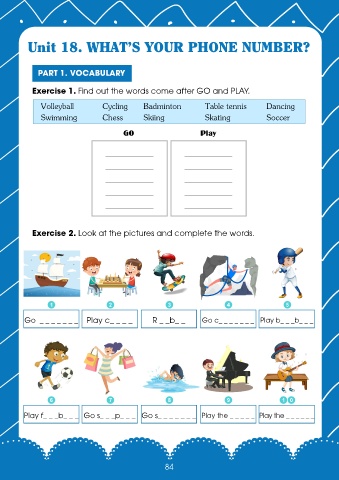 Unit 18. WHAT'S YOUR PHONE NUMBER?
PART 1. VOCABULARY
Exercise 1. Find out the words come after GO and PLAY.
Volleyball Cycling Badminton Table tennis Dancing
Swimming Chess Skiing Skating Soccer
GO Play
Exercise 2. Look at the pictures and complete the words.
1 2 3 4 5
Go _ _ _ _ _ _ _ Play c_ _ _ _ R _ _b_ _ Go c_ _ _ _ _ _ _ Play b_ _ _b_ _ _
6 7 8 9 10
Play f_ _ _b_ _ Go s_ _ _p_ _ _ Go s_ _ _ _ _ _ _ Play the _ _ _ _ _ Play the _ _ _ _ _ _
84